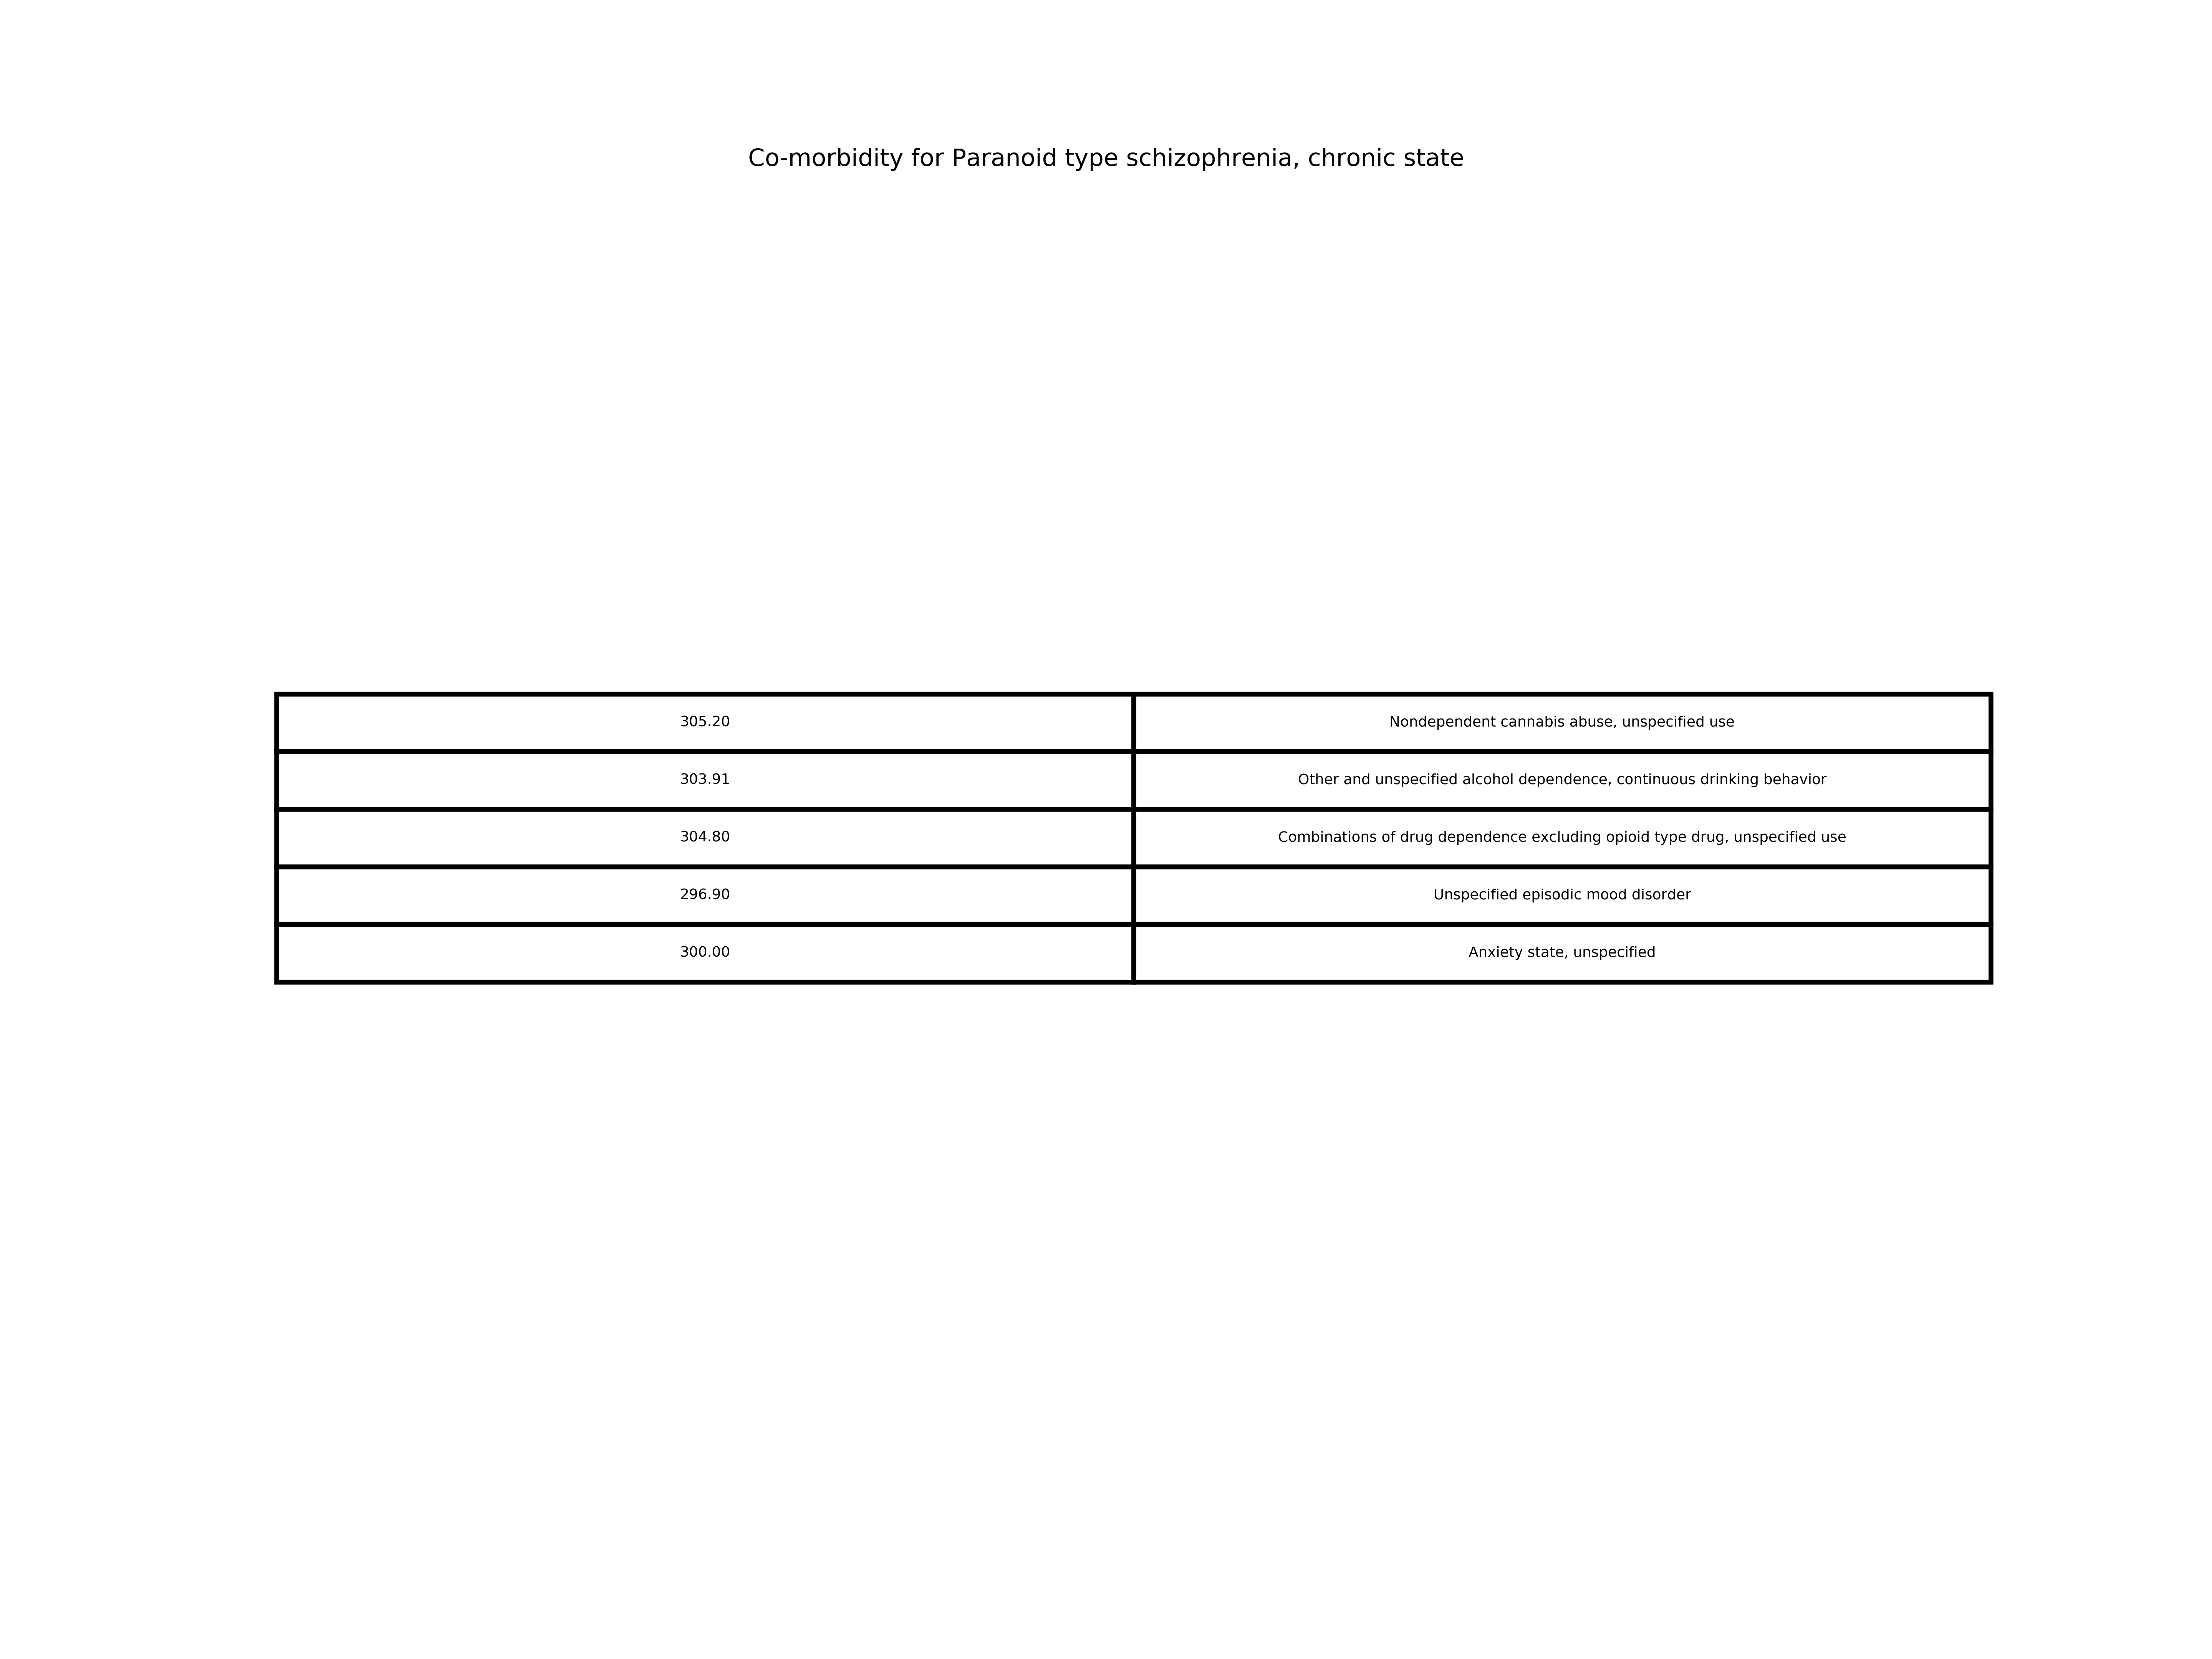 Co-morbidity for Paranoid type schizophrenia, chronic state
305.20 Nondependent cannabis abuse, unspecified use
303.91 Other and unspecified alcohol dependence, continuous drinking behavior
304.80 Combinations of drug dependence excluding opioid type drug, unspecified use
296.90 Unspecified episodic mood disorder
300.00 Anxiety state, unspecified